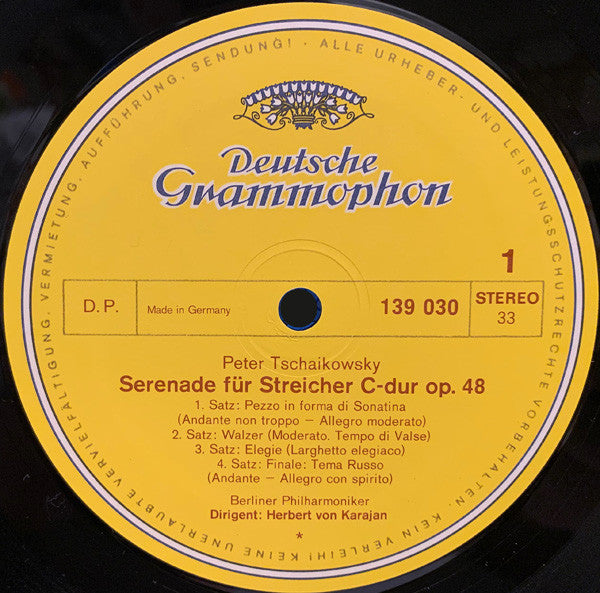 ALLE URHEBER- UND LEISTUNGSSCHUTZRECHTE VORBEHALTEN. KEIN VERLEIH! KEINE UNERLAUBTE VERVIELFÄLTIGUNG, VERMIETUNG, AUFFÜHRUNG, SENDUNG!
Deutsche
Grammophon
1
D.P.
Made in Germany
139 030
STEREO
33
Peter Tschaikowsky
Serenade für Streicher C-dur op. 48
1. Satz: Pezzo in forma di Sonatina
(Andante non troppo – Allegro moderato)
2. Satz: Walzer (Moderato. Tempo di Valse)
3. Satz: Elegie (Larghetto elegiaco)
4. Satz: Finale: Tema Russo
(Andante – Allegro con spirito)
Berliner Philharmoniker
Dirigent: Herbert von Karajan
*